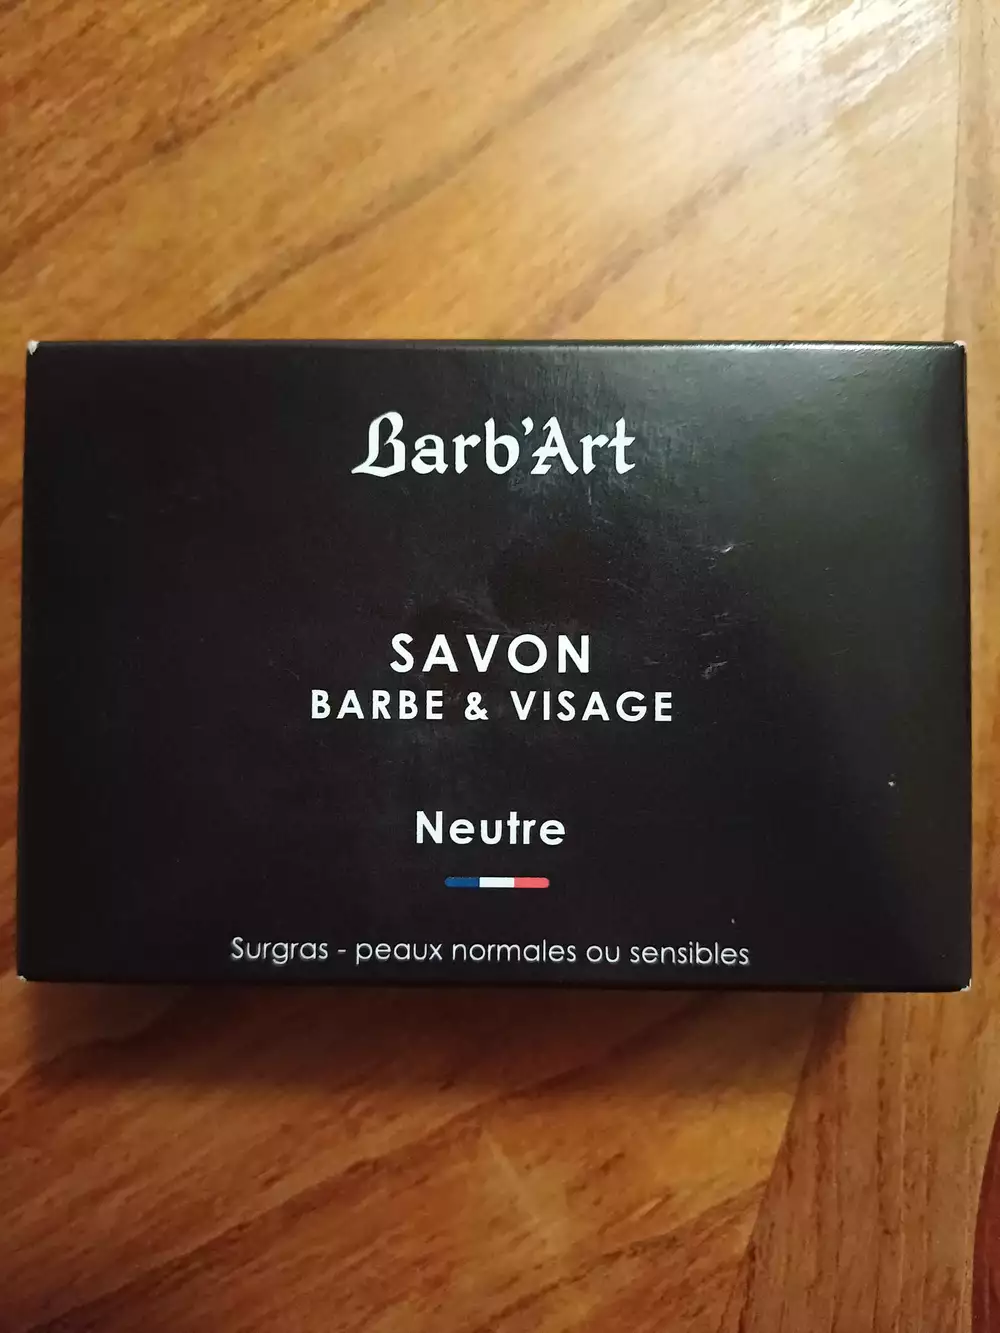 Barb'Art
SAVON
BARBE & VISAGE
Neutre
Surgras - peaux normales ou sensibles